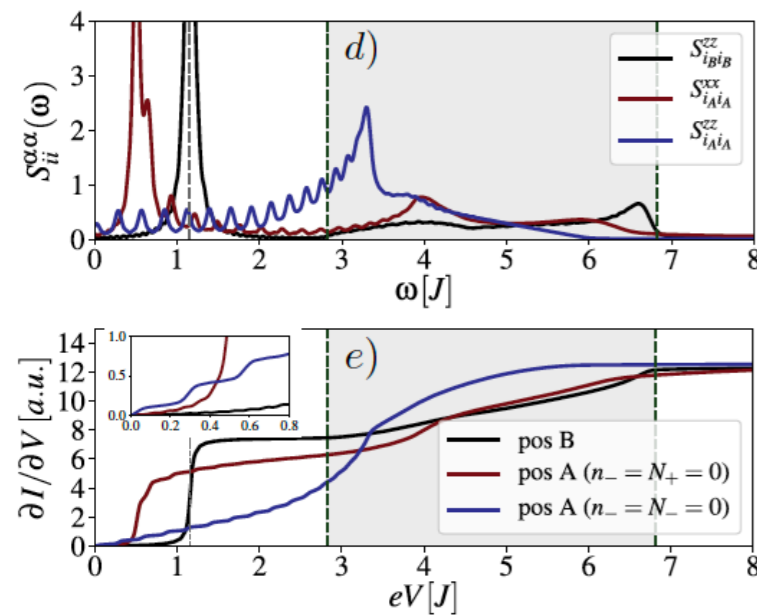 d)
S^{zz}_{i_B i_B}
S^{xx}_{i_A i_A}
S^{zz}_{i_A i_A}
S^{αα}_{ii}(ω)
4
3
2
1
0
0 1 2 3 4 5 6 7 8
ω[J]
e)
1.0
0.5
0.0
0.0 0.2 0.4 0.6 0.8
∂I/∂V [a.u.]
14
12
10
8
6
4
2
0
pos B
pos A (n_- = N_+ = 0)
pos A (n_- = N_- = 0)
0 1 2 3 4 5 6 7 8
eV[J]